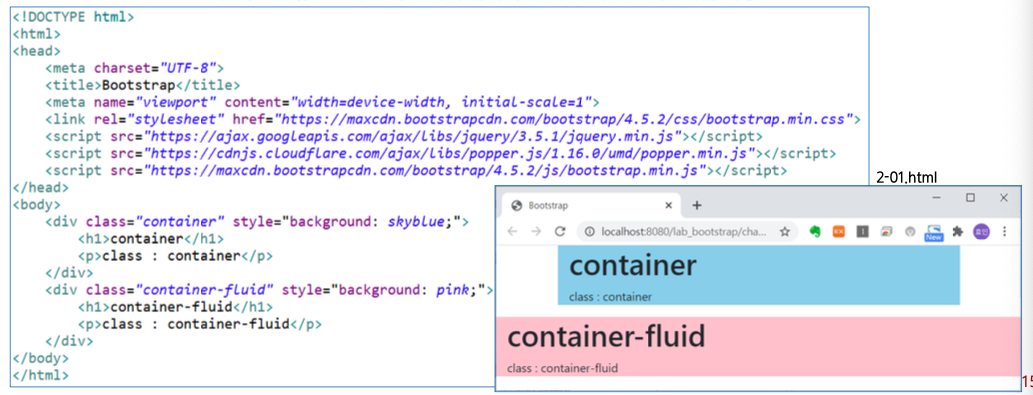 <!DOCTYPE html>
<html>
<head>
<meta charset="UTF-8">
<title>Bootstrap</title>
<meta name="viewport" content="width=device-width, initial-scale=1">
<link rel="stylesheet" href="https://maxcdn.bootstrapcdn.com/bootstrap/4.5.2/css/bootstrap.min.css">
<script src="https://ajax.googleapis.com/ajax/libs/jquery/3.5.1/jquery.min.js"></script>
<script src="https://cdnjs.cloudflare.com/ajax/libs/popper.js/1.16.0/umd/popper.min.js"></script>
<script src="https://maxcdn.bootstrapcdn.com/bootstrap/4.5.2/js/bootstrap.min.js"></script>
</head>
<body>
<div class="container" style="background: skyblue;">
<h1>container</h1>
<p>class : container</p>
</div>
<div class="container-fluid" style="background: pink;">
<h1>container-fluid</h1>
<p>class : container-fluid</p>
</div>
</body>
</html>
2-01.html
Bootstrap
localhost:8080/lab_bootstrap/cha...
New
container
class : container
container-fluid
class : container-fluid
15